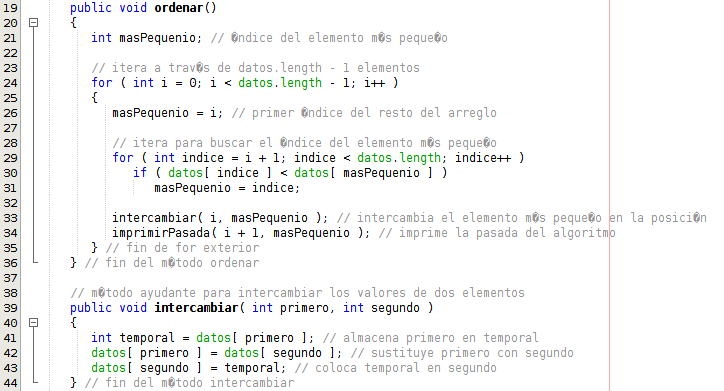 19 public void ordenar()
20 {
21 int masPequenio; // �ndice del elemento m�s peque�o
22
23 // itera a trav�s de datos.length - 1 elementos
24 for ( int i = 0; i < datos.length - 1; i++ )
25 {
26 masPequenio = i; // primer �ndice del resto del arreglo
27
28 // itera para buscar el �ndice del elemento m�s peque�o
29 for ( int indice = i + 1; indice < datos.length; indice++ )
30 if ( datos[ indice ] < datos[ masPequenio ] )
31 masPequenio = indice;
32
33 intercambiar( i, masPequenio ); // intercambia el elemento m�s peque�o en la posici�n
34 imprimirPasada( i + 1, masPequenio ); // imprime la pasada del algoritmo
35 } // fin de for exterior
36 } // fin del m�todo ordenar
37
38 // m�todo ayudante para intercambiar los valores de dos elementos
39 public void intercambiar( int primero, int segundo )
40 {
41 int temporal = datos[ primero ]; // almacena primero en temporal
42 datos[ primero ] = datos[ segundo ]; // sustituye primero con segundo
43 datos[ segundo ] = temporal; // coloca temporal en segundo
44 } // fin del m�todo intercambiar